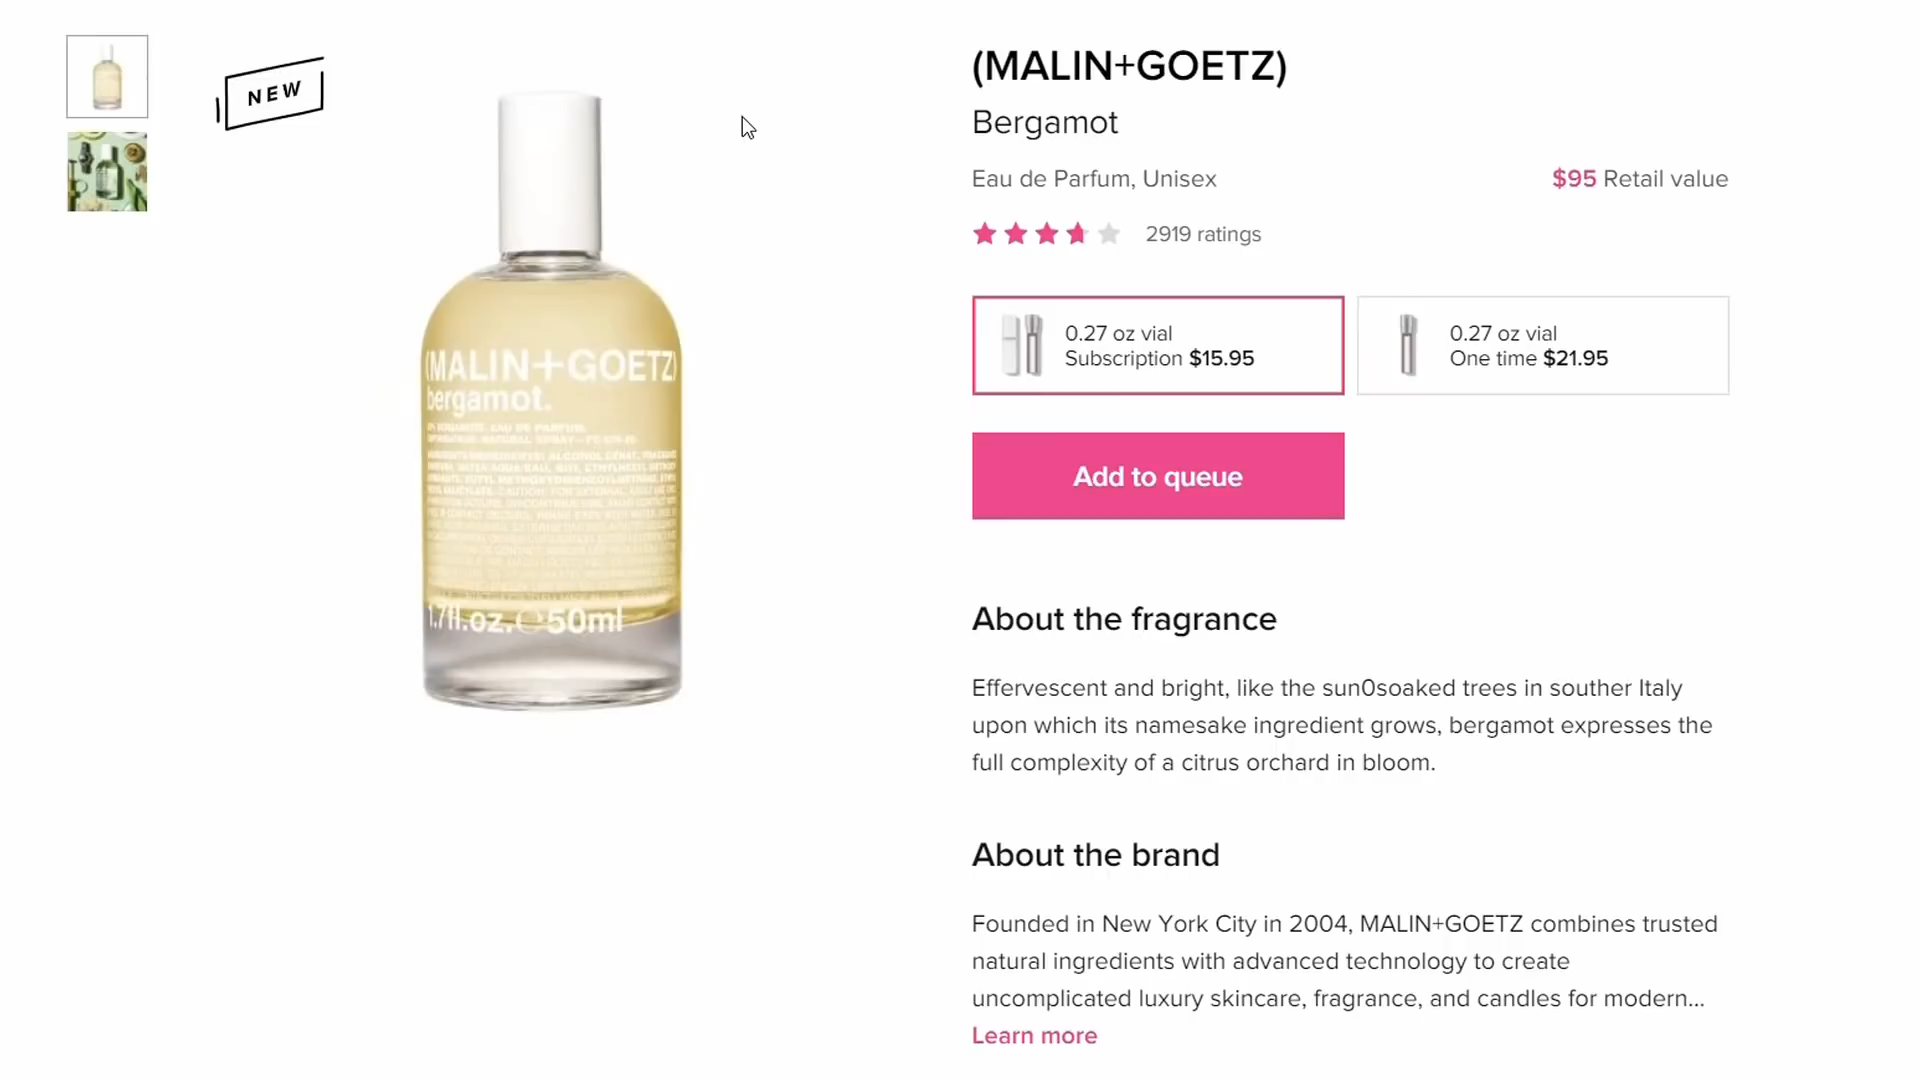 NEW
(MALIN+GOETZ)
bergamot.
1.7fl.oz.℮50ml
(MALIN+GOETZ)
Bergamot
Eau de Parfum, Unisex
$95 Retail value
2919 ratings
0.27 oz vial
Subscription $15.95
0.27 oz vial
One time $21.95
Add to queue
About the fragrance
Effervescent and bright, like the sun0soaked trees in souther Italy
upon which its namesake ingredient grows, bergamot expresses the
full complexity of a citrus orchard in bloom.
About the brand
Founded in New York City in 2004, MALIN+GOETZ combines trusted
natural ingredients with advanced technology to create
uncomplicated luxury skincare, fragrance, and candles for modern...
Learn more